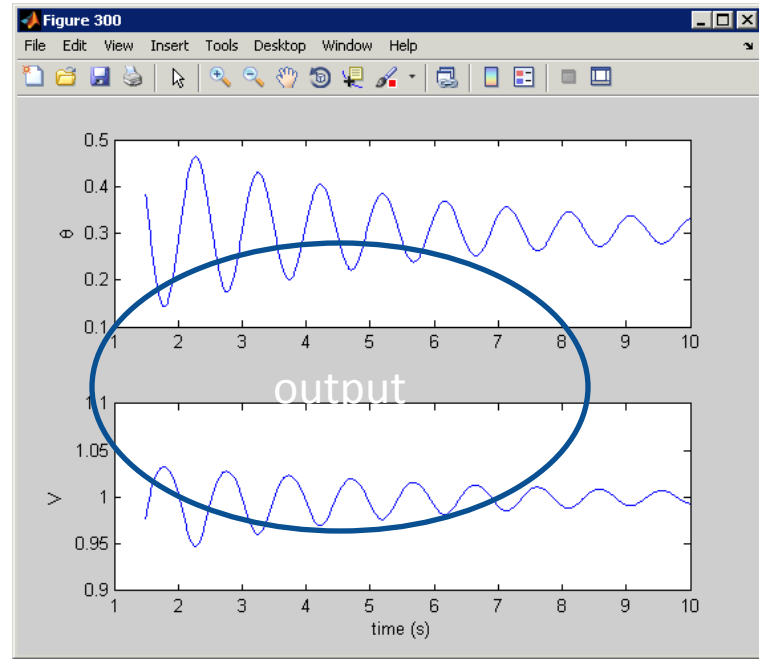 Figure 300
File Edit View Insert Tools Desktop Window Help
0.5
0.4
0.3
0.2
0.1
θ
1 2 3 4 5 6 7 8 9 10
output
1.1
1.05
1
0.95
0.9
V
1 2 3 4 5 6 7 8 9 10
time (s)